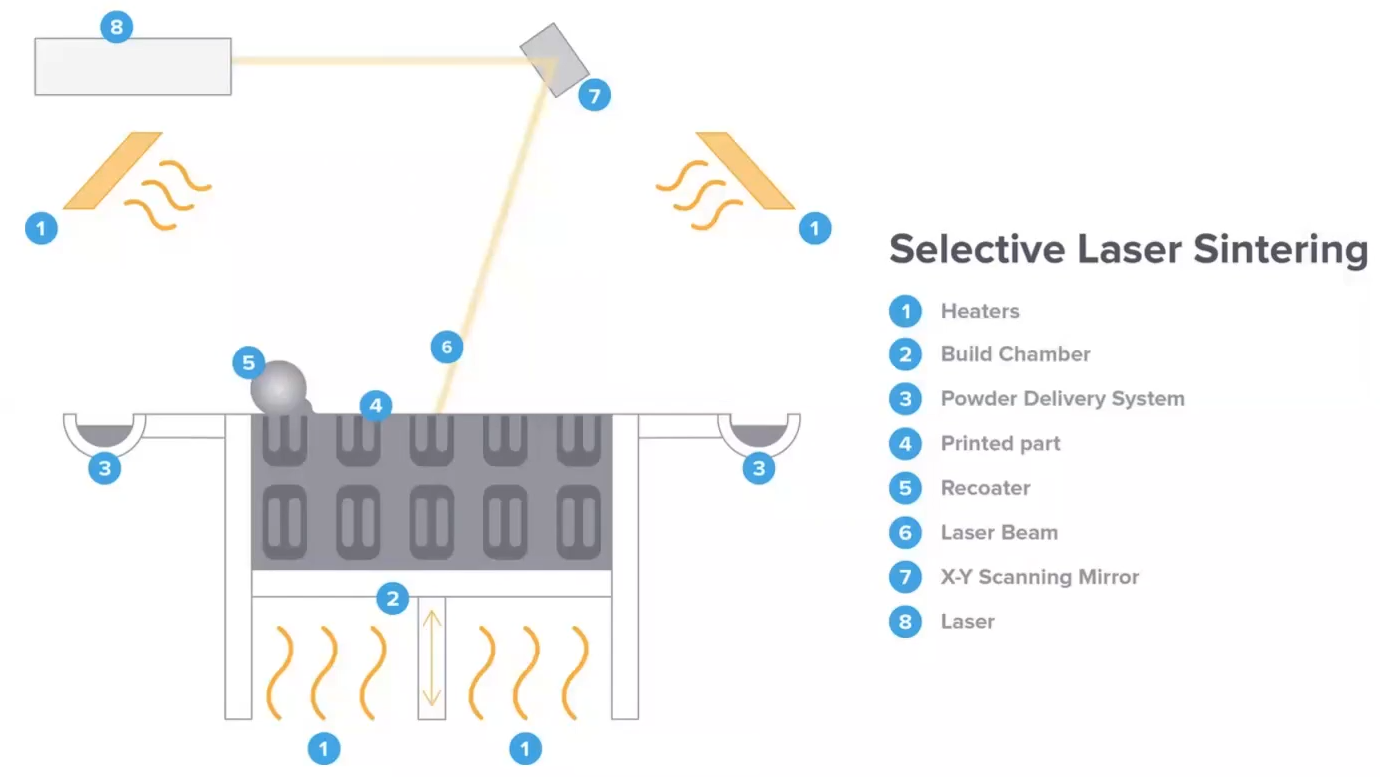 8
7
1
1
Selective Laser Sintering
1 Heaters
5
6
2 Build Chamber
4
3 Powder Delivery System
3
3
4 Printed part
5 Recoater
6 Laser Beam
7 X-Y Scanning Mirror
2
8 Laser
1
1